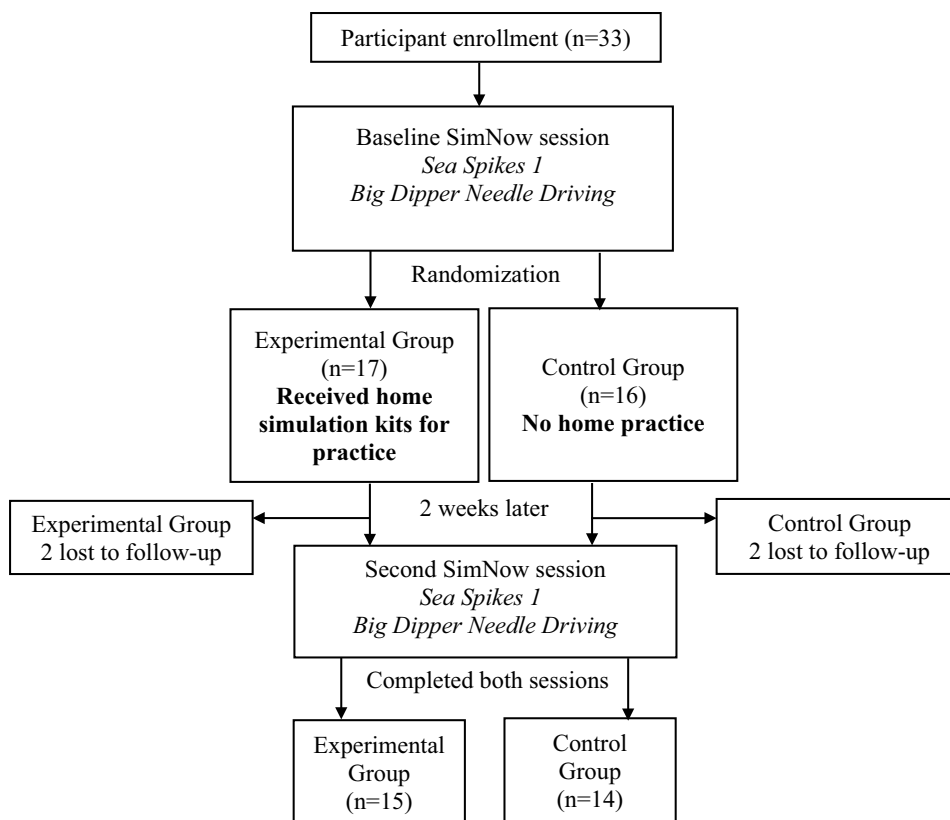 Participant enrollment (n=33)
Baseline SimNow session
Sea Spikes 1
Big Dipper Needle Driving
Randomization
Experimental Group
(n=17)
Received home
simulation kits for
practice
Control Group
(n=16)
No home practice
2 weeks later
Experimental Group
2 lost to follow-up
Control Group
2 lost to follow-up
Second SimNow session
Sea Spikes 1
Big Dipper Needle Driving
Completed both sessions
Experimental
Group
(n=15)
Control
Group
(n=14)